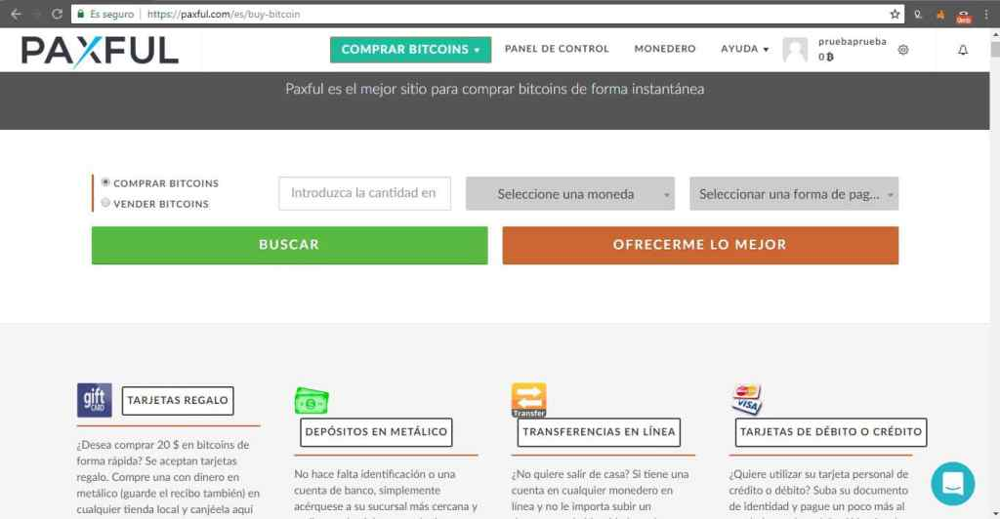 Es seguro | https://paxful.com/es/buy-bitcoin
PAXFUL
COMPRAR BITCOINS
PANEL DE CONTROL
MONEDERO
AYUDA
pruebaprueba
0
Paxful es el mejor sitio para comprar bitcoins de forma instantánea
COMPRAR BITCOINS
VENDER BITCOINS
Introduzca la cantidad en
Seleccione una moneda
Seleccionar una forma de pag...
BUSCAR
OFRECERME LO MEJOR
gift
CARD
TARJETAS REGALO
¿Desea comprar 20 $ en bitcoins de
forma rápida? Se aceptan tarjetas
regalo. Compre una con dinero en
metálico (guarde el recibo también) en
cualquier tienda local y canjéela aquí
DEPÓSITOS EN METÁLICO
No hace falta identificación o una
cuenta de banco, simplemente
acérquese a su sucursal más cercana y
Transfer
TRANSFERENCIAS EN LÍNEA
¿No quiere salir de casa? Si tiene una
cuenta en cualquier monedero en
línea y no le importa subir un
VISA
TARJETAS DE DÉBITO O CRÉDITO
¿Quiere utilizar su tarjeta personal de
crédito o débito? Suba su documento
de identidad y pague un poco más al